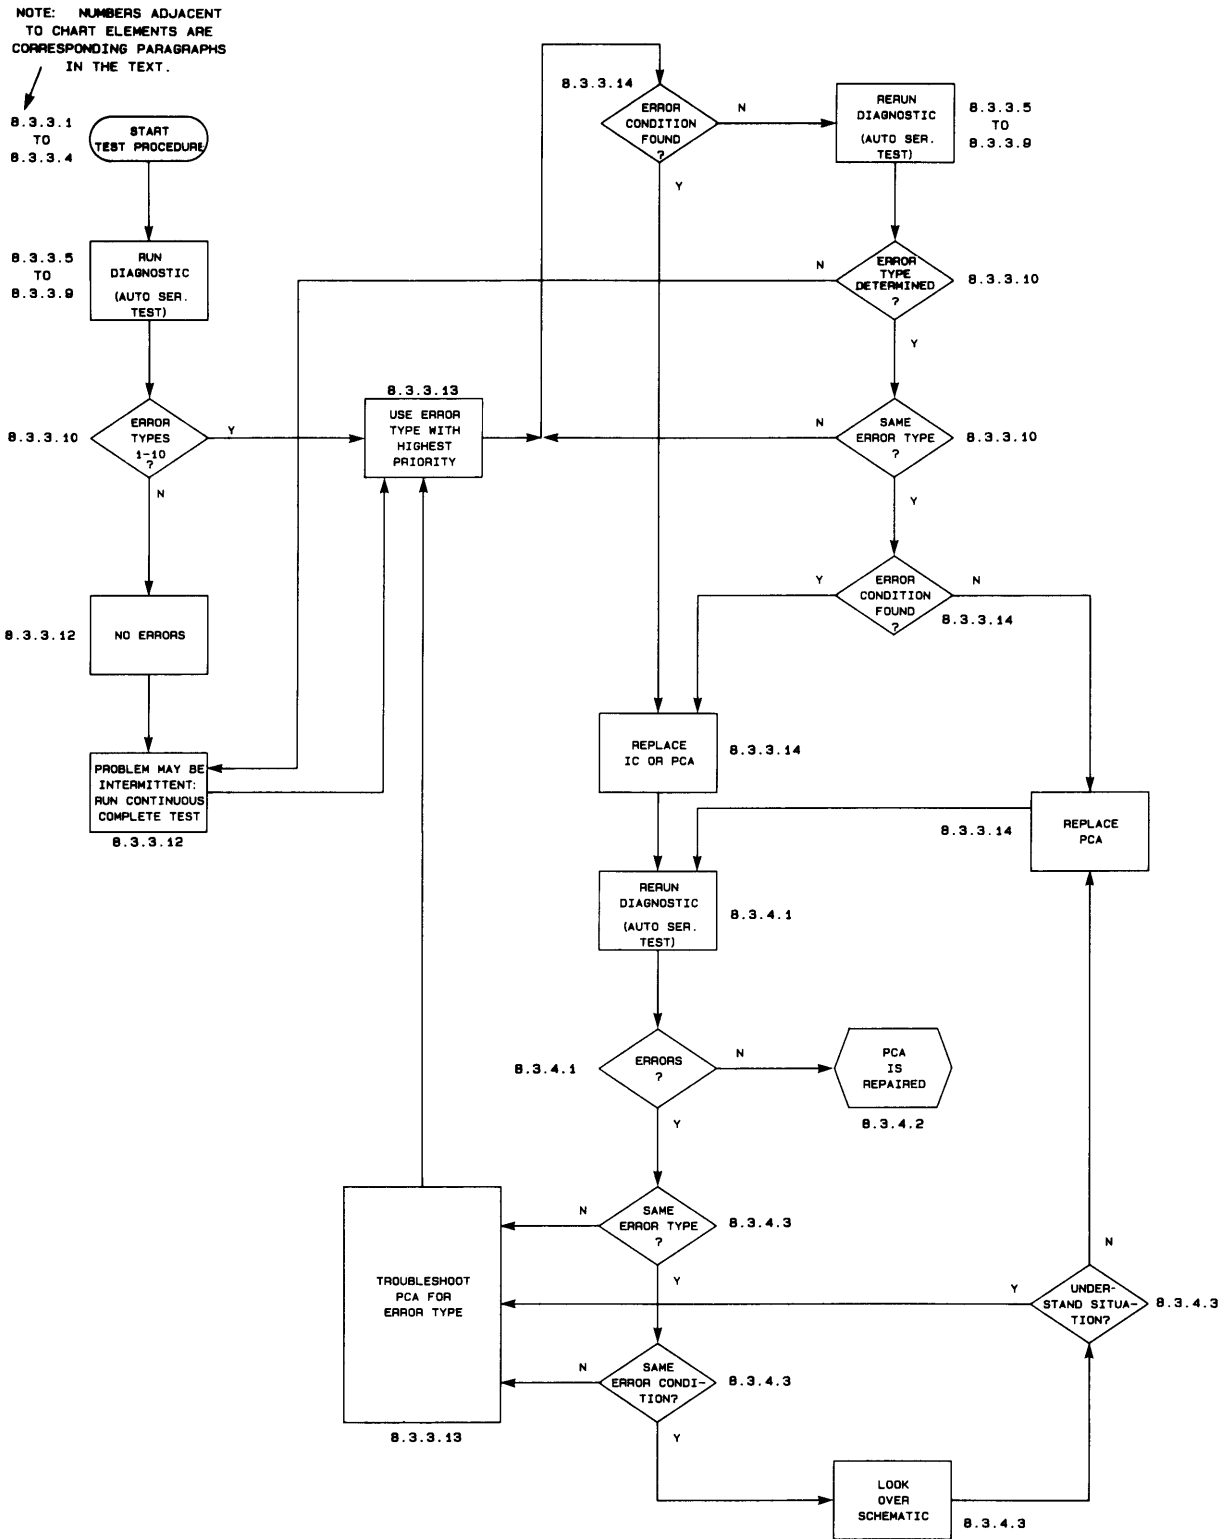 NOTE: NUMBERS ADJACENT
TO CHART ELEMENTS ARE
CORRESPONDING PARAGRAPHS
IN THE TEXT.
8.3.3.1
TO
8.3.3.4
START
TEST PROCEDURE
8.3.3.5
TO
8.3.3.9
RUN
DIAGNOSTIC
(AUTO SER.
TEST)
8.3.3.10
ERROR
TYPES
1-10
?
Y
N
8.3.3.12
NO ERRORS
PROBLEM MAY BE
INTERMITTENT:
RUN CONTINUOUS
COMPLETE TEST
8.3.3.12
8.3.3.13
USE ERROR
TYPE WITH
HIGHEST
PRIORITY
8.3.3.14
ERROR
CONDITION
FOUND
?
N
Y
RERUN
DIAGNOSTIC
(AUTO SER.
TEST)
8.3.3.5
TO
8.3.3.9
N
ERROR
TYPE
DETERMINED
?
8.3.3.10
Y
N
SAME
ERROR TYPE
?
8.3.3.10
Y
Y
ERROR
CONDITION
FOUND
?
N
8.3.3.14
REPLACE
IC OR PCA
8.3.3.14
8.3.3.14
REPLACE
PCA
RERUN
DIAGNOSTIC
(AUTO SER.
TEST)
8.3.4.1
8.3.4.1
ERRORS
?
N
Y
PCA
IS
REPAIRED
8.3.4.2
N
SAME
ERROR TYPE
?
8.3.4.3
Y
TROUBLESHOOT
PCA FOR
ERROR TYPE
8.3.3.13
N
Y
UNDER-
STAND SITUA-
TION?
8.3.4.3
N
SAME
ERROR CONDI-
TION?
8.3.4.3
Y
LOOK
OVER
SCHEMATIC
8.3.4.3